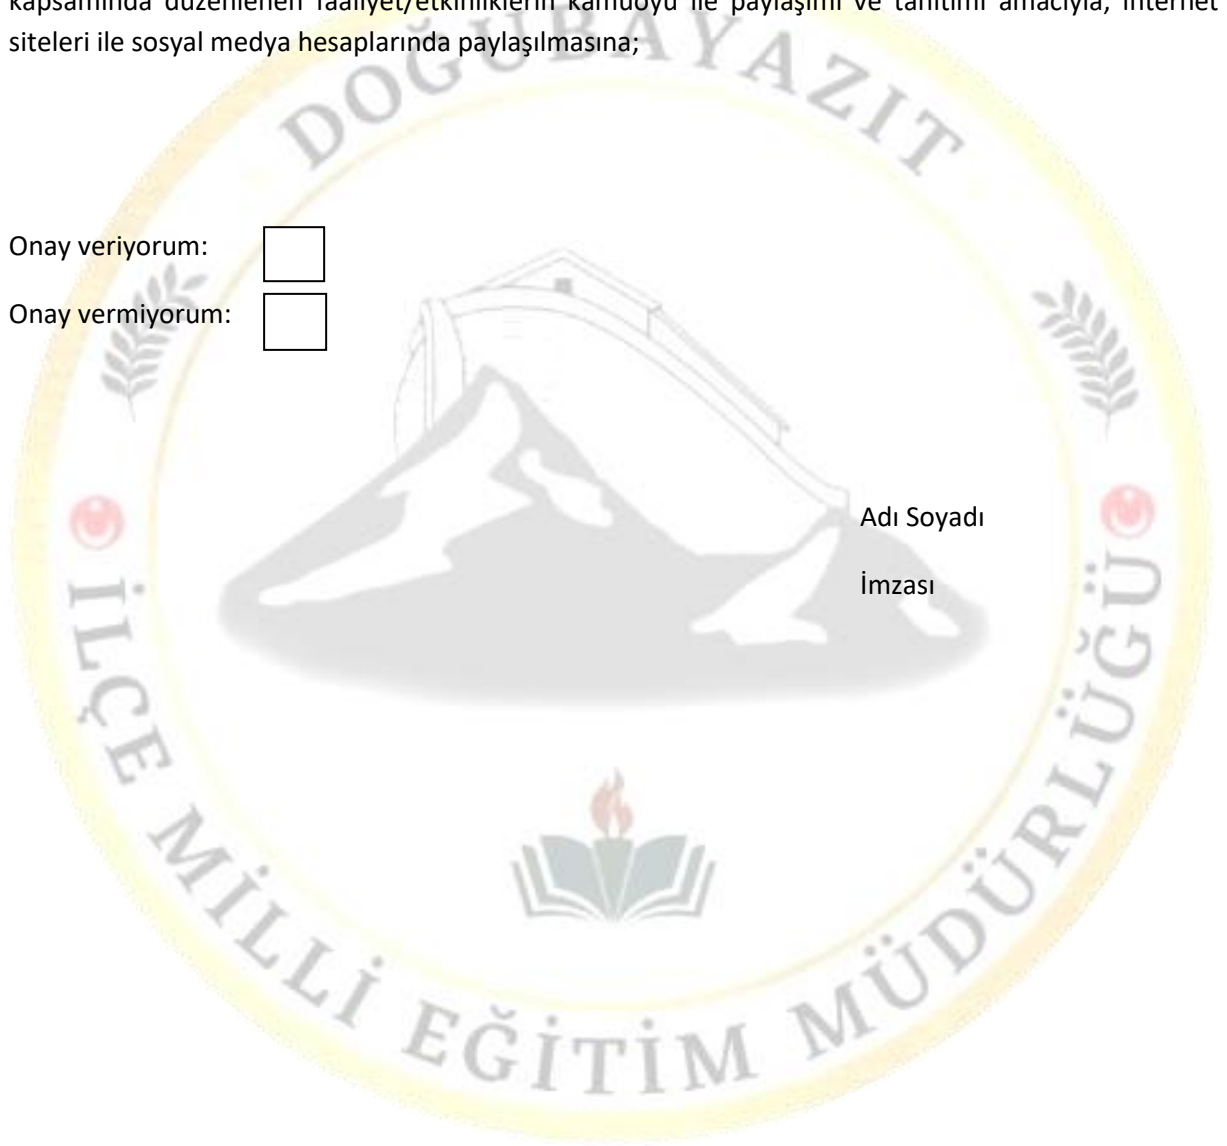 kapsamında düzenlenen faaliyet/etkinliklerin kamuoyu ile paylaşımı ve tanıtımı amacıyla, internet
siteleri ile sosyal medya hesaplarında paylaşılmasına;
DOĞUBAYAZIT
Onay veriyorum:
Onay vermiyorum:
Adı Soyadı
İmzası
İLÇE MİLLİ EĞİTİM MÜDÜRLÜĞÜ